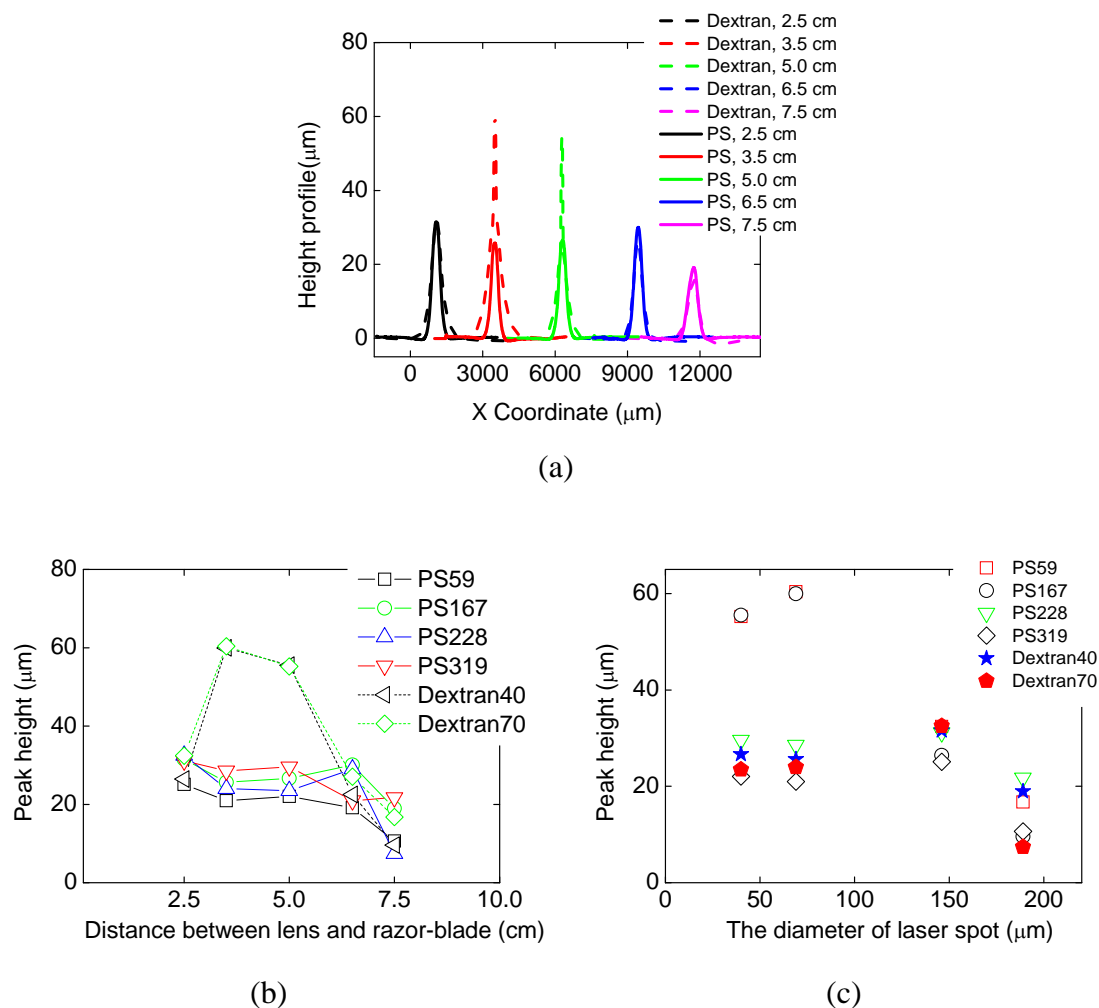 Dextran, 2.5 cm
Dextran, 3.5 cm
Dextran, 5.0 cm
Dextran, 6.5 cm
Dextran, 7.5 cm
PS, 2.5 cm
PS, 3.5 cm
PS, 5.0 cm
PS, 6.5 cm
PS, 7.5 cm
80
60
40
20
0
Height profile(μm)
0 3000 6000 9000 12000
X Coordinate (μm)
(a)
80
60
40
20
0
Peak height (μm)
PS59
PS167
PS228
PS319
Dextran40
Dextran70
2.5 5.0 7.5 10.0
Distance between lens and razor-blade (cm)
(b)
60
40
20
0
Peak height (μm)
PS59
PS167
PS228
PS319
Dextran40
Dextran70
0 50 100 150 200
The diameter of laser spot (μm)
(c)